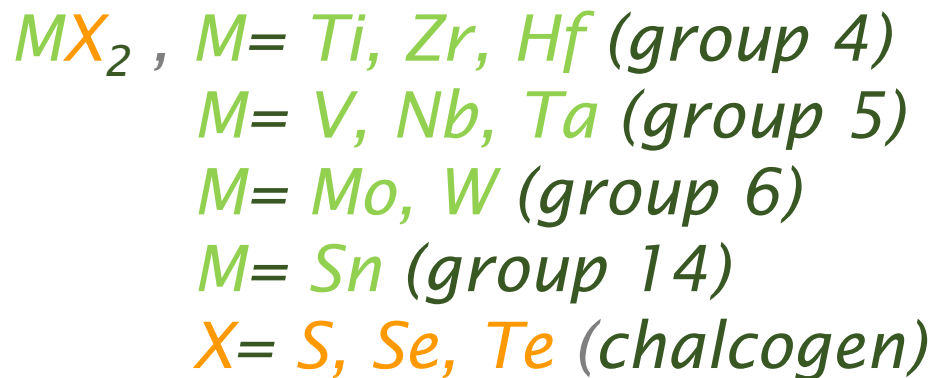 MX₂ , M= Ti, Zr, Hf (group 4)
M= V, Nb, Ta (group 5)
M= Mo, W (group 6)
M= Sn (group 14)
X= S, Se, Te (chalcogen)